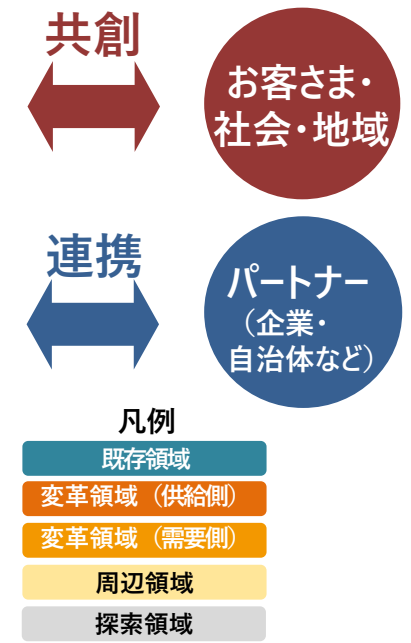 共創
お客さま・
社会・地域
連携
パートナー
（企業・
自治体など）
凡例
既存領域
変革領域（供給側）
変革領域（需要側）
周辺領域
探索領域